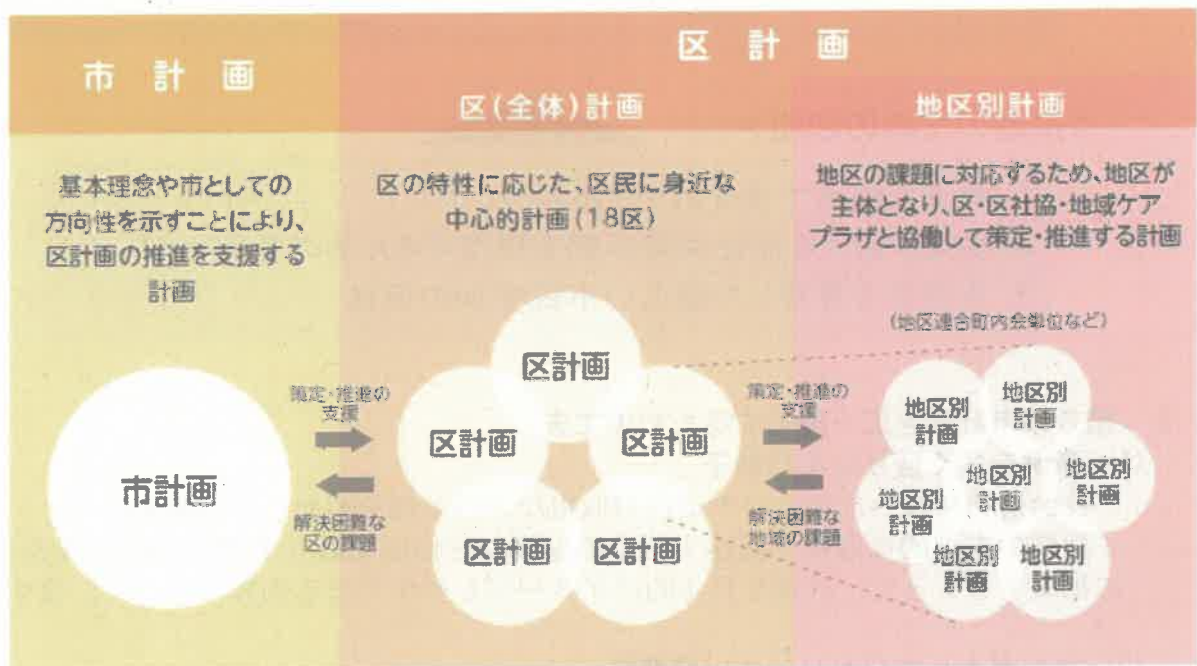 市計画
区計画
区(全体)計画
地区別計画
基本理念や市としての
方向性を示すことにより、
区計画の推進を支援する
計画
区の特性に応じた、区民に身近な
中心的計画(18区)
地区の課題に対応するため、地区が
主体となり、区・区社協・地域ケア
プラザと協働して策定・推進する計画
(地区連合町内会単位など)
市計画
策定・推進の
支援
解決困難な
区の課題
区計画
区計画
区計画
区計画
区計画
策定・推進の
支援
解決困難な
地域の課題
地区別
計画
地区別
計画
地区別
計画
地区別
計画
地区別
計画
地区別
計画
地区別
計画